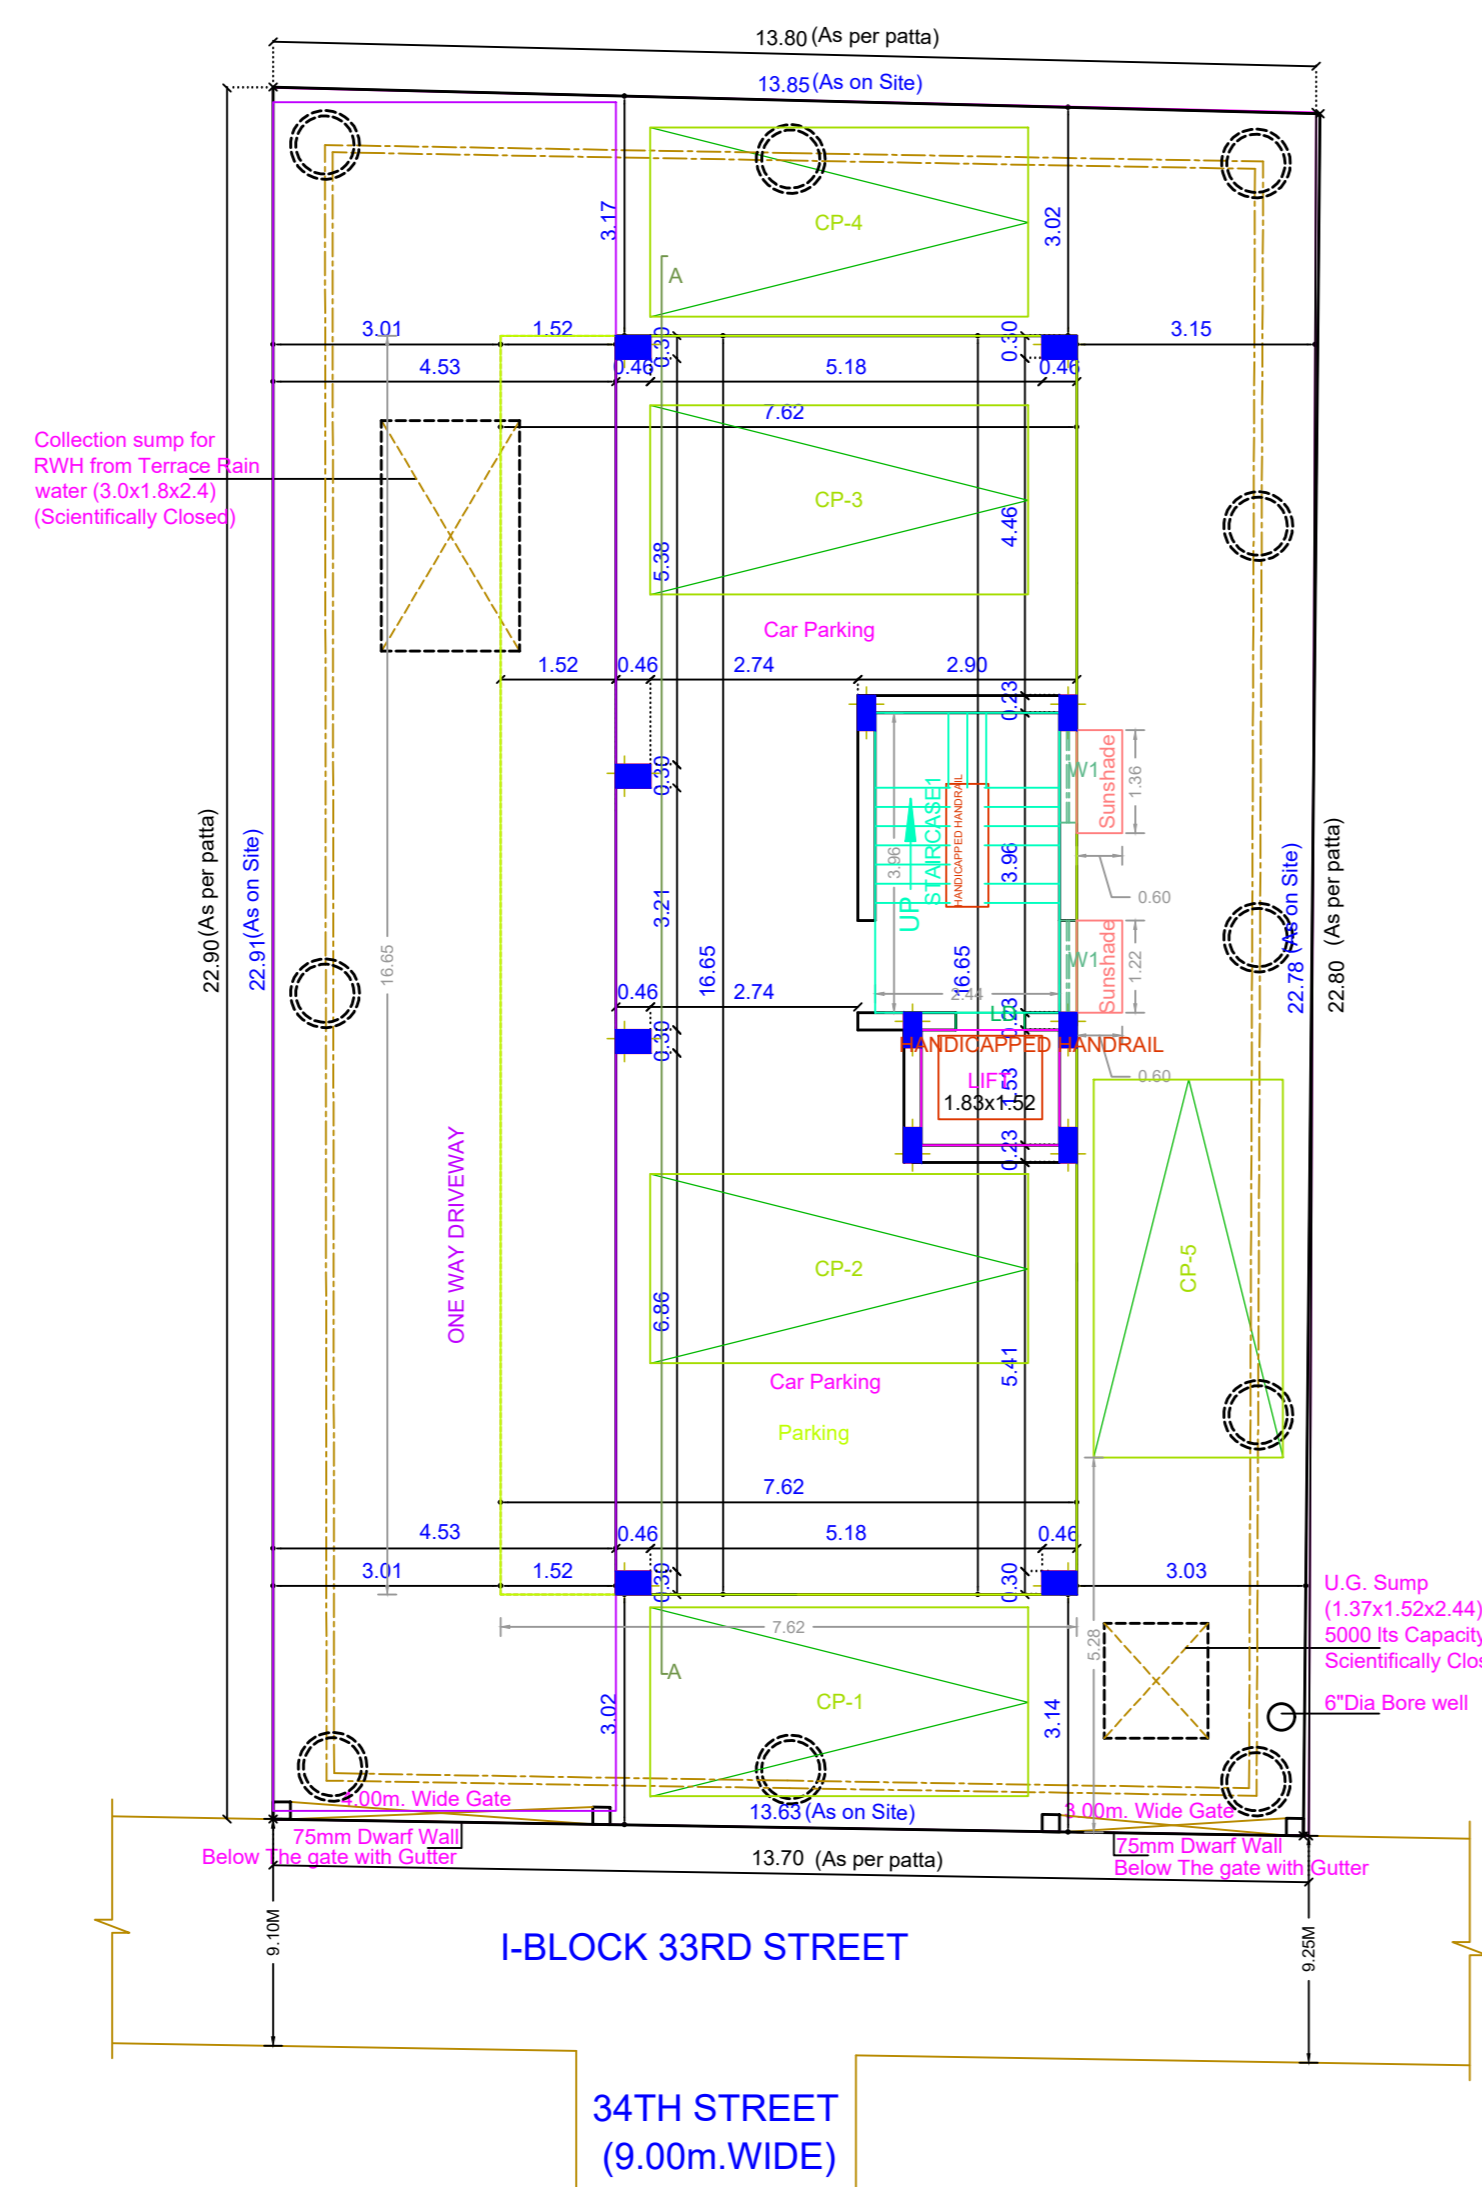 13.80 (As per patta)
13.85 (As on Site)
3.17
CP-4
3.02
A
3.01
1.52
0.30
0.30
3.15
4.53
0.46
5.18
0.46
7.62
Collection sump for
RWH from Terrace Rain
water (3.0x1.8x2.4)
(Scientifically Closed)
CP-3
4.46
5.38
Car Parking
1.52
0.46
2.74
2.90
0.23
0.30
W1
Sunshade
1.36
HANDICAPPED HANDRAIL
STAIRCASE1
UP
3.96
3.96
0.60
22.90 (As per patta)
22.91 (As on Site)
22.78 (As on Site)
22.80 (As per patta)
3.21
16.65
16.65
16.65
W1
Sunshade
1.22
0.46
2.74
2.44
0.23
0.30
HANDICAPPED HANDRAIL
LIFT
1.83x1.52
1.53
0.60
0.23
ONE WAY DRIVEWAY
CP-2
CP-5
6.86
5.41
Car Parking
Parking
7.62
4.53
0.46
5.18
0.46
3.01
1.52
0.30
0.30
3.03
U.G. Sump
(1.37x1.52x2.44)
5000 lts Capacity
Scientifically Clos
7.62
5.28
A
CP-1
3.02
3.14
6"Dia Bore well
.00m. Wide Gate
13.63 (As on Site)
3.00m. Wide Gate
75mm Dwarf Wall
Below The gate with Gutter
13.70 (As per patta)
75mm Dwarf Wall
Below The gate with Gutter
9.10M
I-BLOCK 33RD STREET
9.25M
34TH STREET
(9.00m.WIDE)